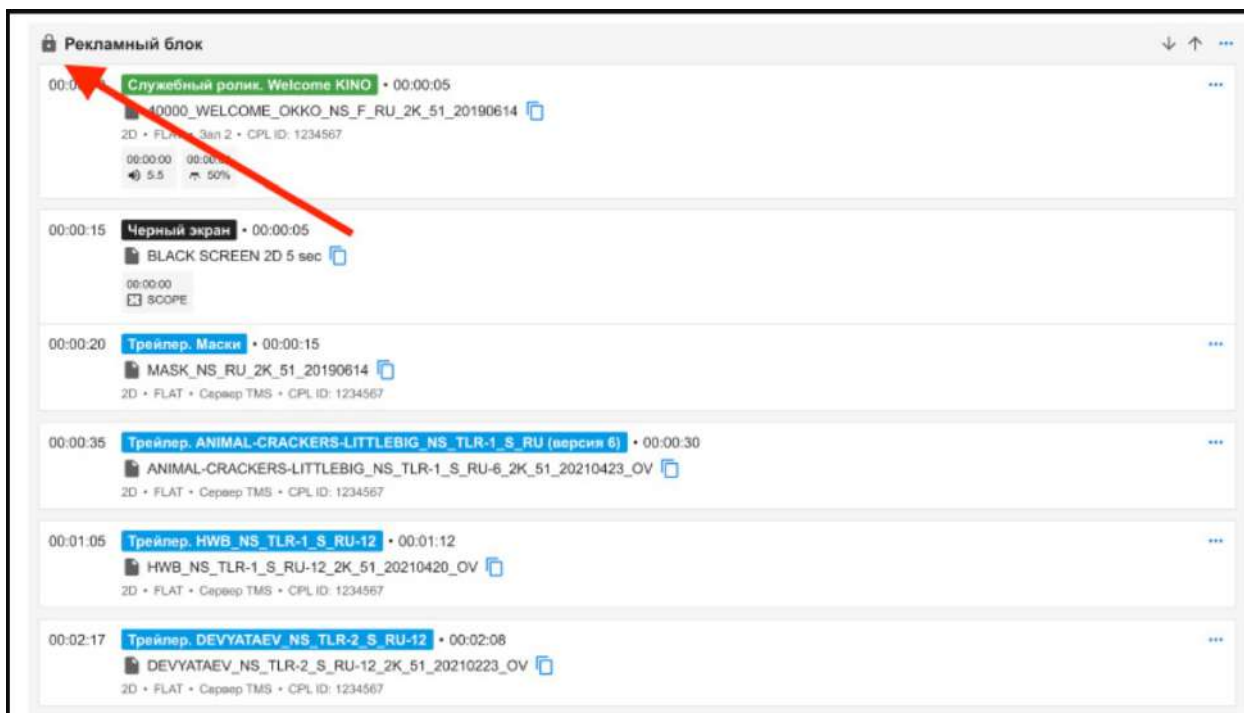 Рекламный блок
Служебный ролик. Welcome KINO • 00:00:05
40000_WELCOME_OKKO_NS_F_RU_2K_51_20190614
2D • Зал 2 • CPL ID: 1234567
00:00:00
5.5 50%
00:00:15 Черный экран • 00:00:05
BLACK SCREEN 2D 5 sec
00:00:00
SCOPE
00:00:20 Трейлер. Маски • 00:00:15
MASK_NS_RU_2K_51_20190614
2D • FLAT • Сервер TMS • CPL ID: 1234567
00:00:35 Трейлер. ANIMAL-CRACKERS-LITTLEBIG_NS_TLR-1_S_RU (версия 6) • 00:00:30
ANIMAL-CRACKERS-LITTLEBIG_NS_TLR-1_S_RU-6_2K_51_20210423_OV
2D • FLAT • Сервер TMS • CPL ID: 1234567
00:01:05 Трейлер. HWB_NS_TLR-1_S_RU-12 • 00:01:12
HWB_NS_TLR-1_S_RU-12_2K_51_20210420_OV
2D • FLAT • Сервер TMS • CPL ID: 1234567
00:02:17 Трейлер. DEVYATAEV_NS_TLR-2_S_RU-12 • 00:02:08
DEVYATAEV_NS_TLR-2_S_RU-12_2K_51_20210223_OV
2D • FLAT • Сервер TMS • CPL ID: 1234567